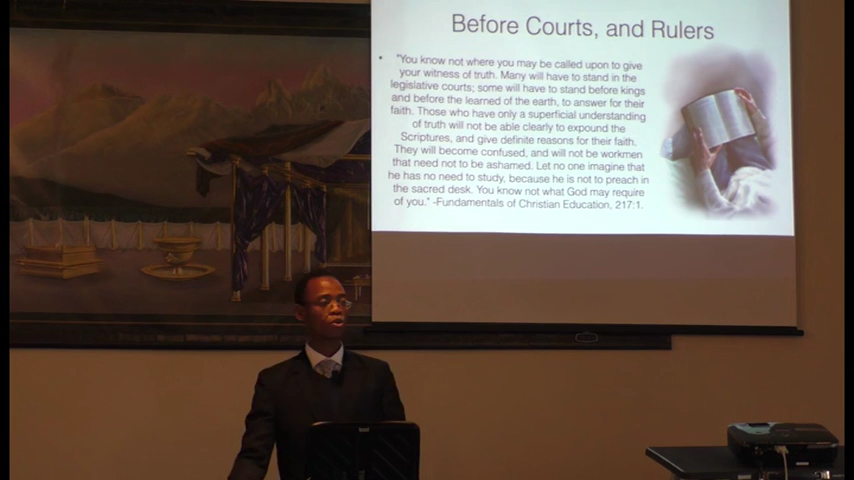 Before Courts, and Rulers
• "You know not where you may be called upon to give
your witness of truth. Many will have to stand in the
legislative courts; some will have to stand before kings
and before the learned of the earth, to answer for their
faith. Those who have only a superficial understanding
of truth will not be able clearly to expound the
Scriptures, and give definite reasons for their faith.
They will become confused, and will not be workmen
that need not to be ashamed. Let no one imagine that
he has no need to study, because he is not to preach in
the sacred desk. You know not what God may require
of you." -Fundamentals of Christian Education, 217:1.